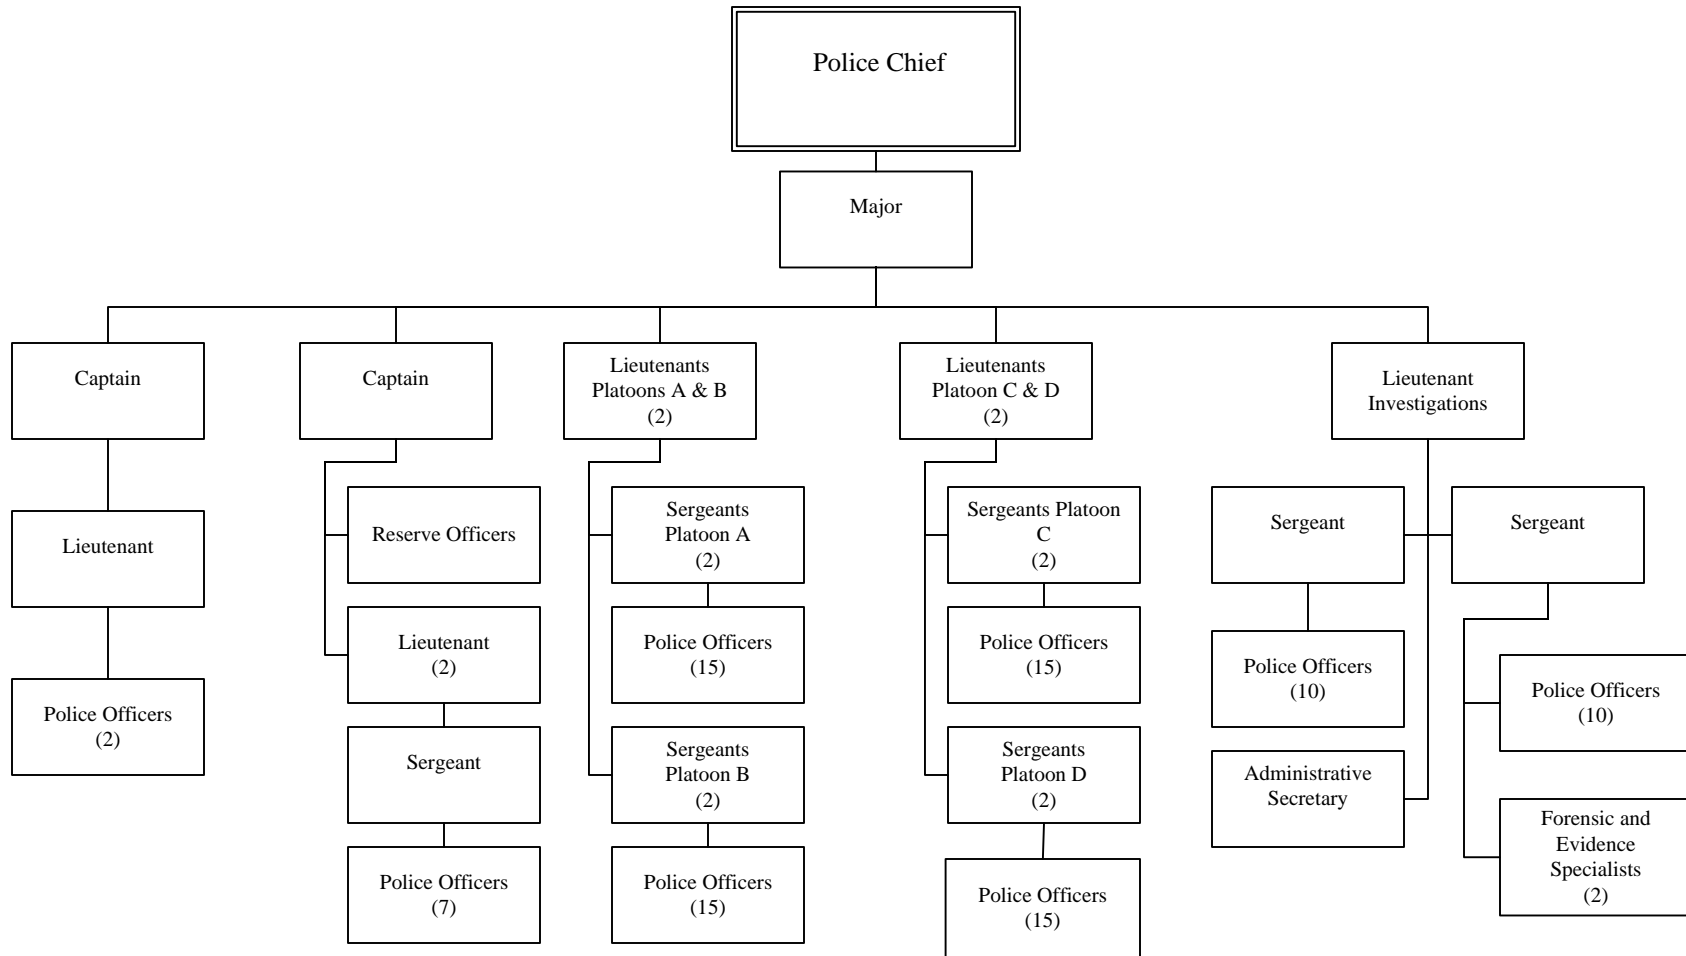 Police Chief
Major
Captain
Captain
Lieutenants
Platoons A & B
(2)
Lieutenants
Platoon C & D
(2)
Lieutenant
Investigations
Lieutenant
Police Officers
(2)
Reserve Officers
Lieutenant
(2)
Sergeant
Police Officers
(7)
Sergeants
Platoon A
(2)
Police Officers
(15)
Sergeants
Platoon B
(2)
Police Officers
(15)
Sergeants Platoon
C
(2)
Police Officers
(15)
Sergeants
Platoon D
(2)
Police Officers
(15)
Sergeant
Police Officers
(10)
Administrative
Secretary
Sergeant
Police Officers
(10)
Forensic and
Evidence
Specialists
(2)